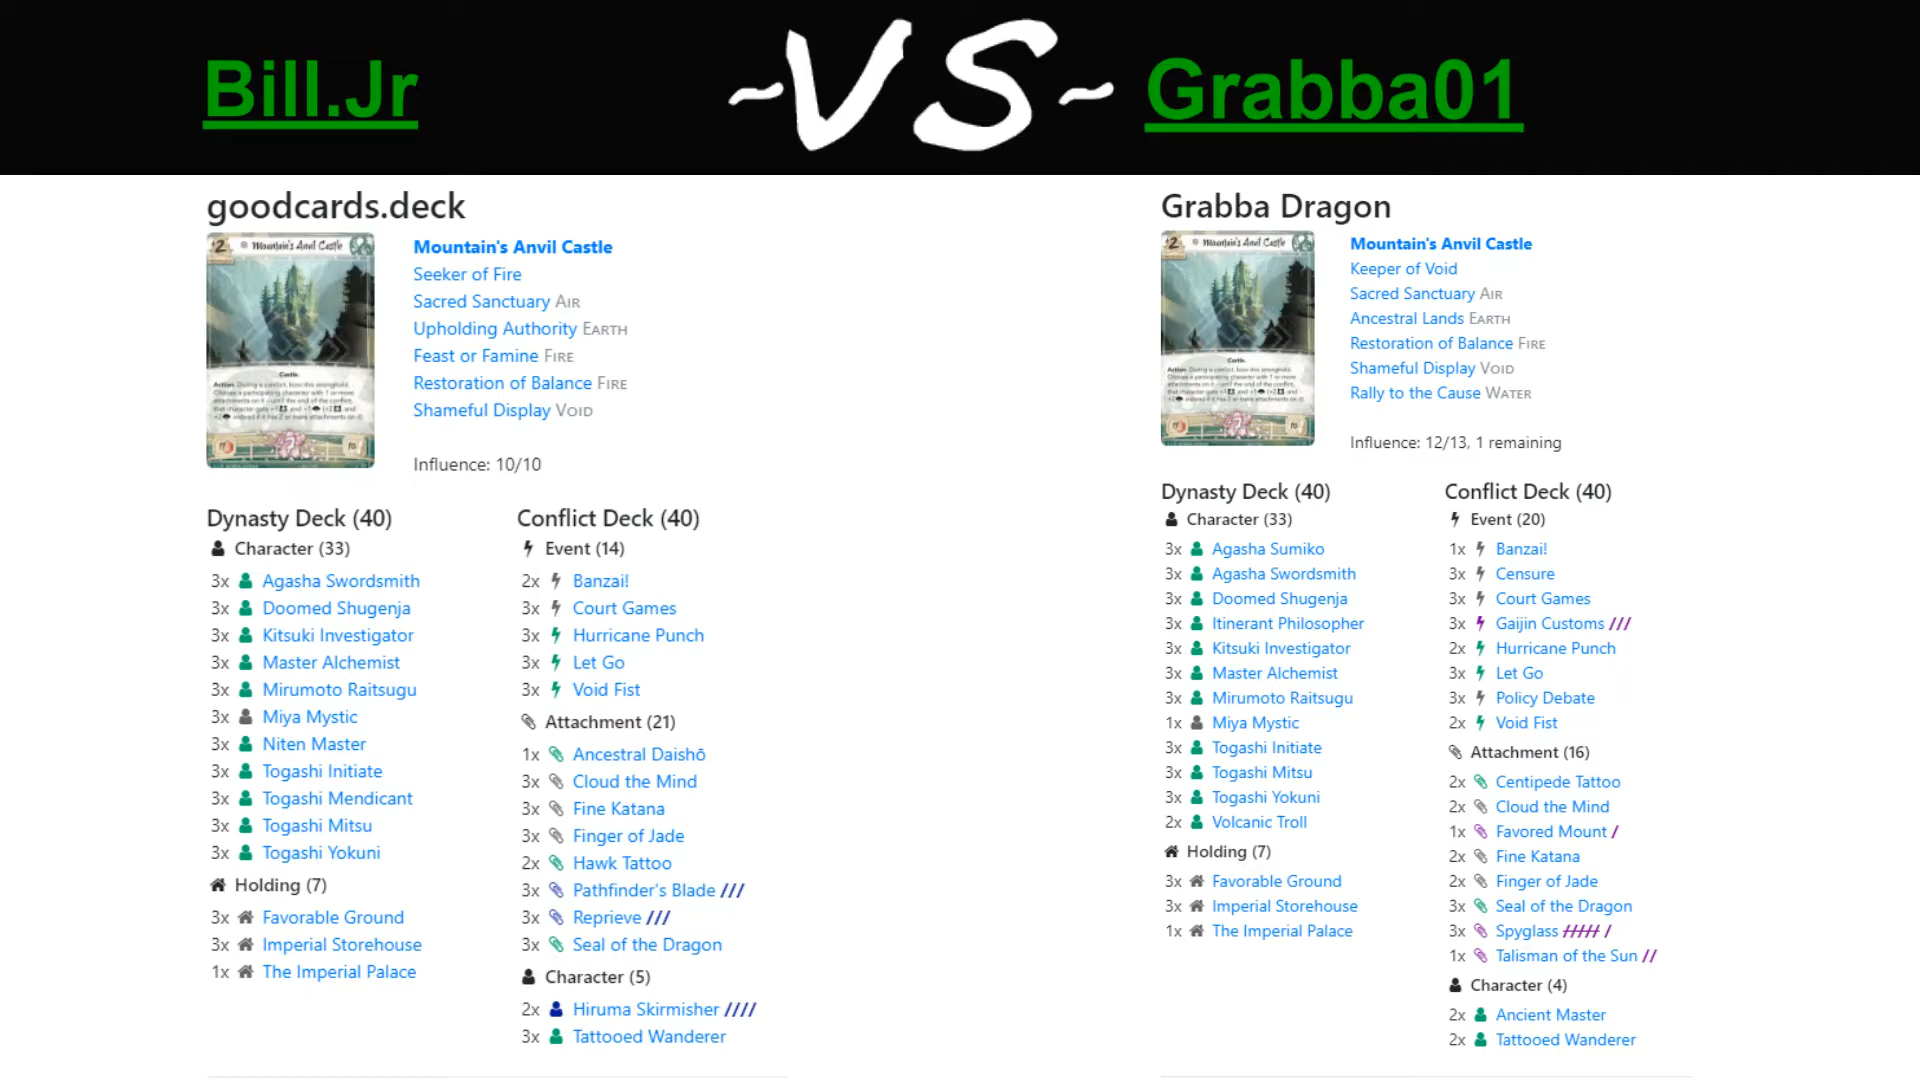 Bill.Jr
~VS~
Grabba01
goodcards.deck
Mountain's Anvil Castle
Mountain's Anvil Castle
Seeker of Fire
Sacred Sanctuary AIR
Upholding Authority EARTH
Feast or Famine FIRE
Restoration of Balance FIRE
Shameful Display VOID
Influence: 10/10
Castle.
Dynasty Deck (40)
Character (33)
3x Agasha Swordsmith
3x Doomed Shugenja
3x Kitsuki Investigator
3x Master Alchemist
3x Mirumoto Raitsugu
3x Miya Mystic
3x Niten Master
3x Togashi Initiate
3x Togashi Mendicant
3x Togashi Mitsu
3x Togashi Yokuni
Holding (7)
3x Favorable Ground
3x Imperial Storehouse
1x The Imperial Palace
Conflict Deck (40)
Event (14)
2x Banzai!
3x Court Games
3x Hurricane Punch
3x Let Go
3x Void Fist
Attachment (21)
1x Ancestral Daishō
3x Cloud the Mind
3x Fine Katana
3x Finger of Jade
2x Hawk Tattoo
3x Pathfinder's Blade ///
3x Reprieve ///
3x Seal of the Dragon
Character (5)
2x Hiruma Skirmisher ////
3x Tattooed Wanderer
Grabba Dragon
Mountain's Anvil Castle
Mountain's Anvil Castle
Keeper of Void
Sacred Sanctuary AIR
Ancestral Lands EARTH
Restoration of Balance FIRE
Shameful Display VOID
Rally to the Cause WATER
Influence: 12/13, 1 remaining
Castle.
Dynasty Deck (40)
Character (33)
3x Agasha Sumiko
3x Agasha Swordsmith
3x Doomed Shugenja
3x Itinerant Philosopher
3x Kitsuki Investigator
3x Master Alchemist
3x Mirumoto Raitsugu
1x Miya Mystic
3x Togashi Initiate
3x Togashi Mitsu
3x Togashi Yokuni
2x Volcanic Troll
Holding (7)
3x Favorable Ground
3x Imperial Storehouse
1x The Imperial Palace
Conflict Deck (40)
Event (20)
1x Banzai!
3x Censure
3x Court Games
3x Gaijin Customs ///
2x Hurricane Punch
3x Let Go
3x Policy Debate
2x Void Fist
Attachment (16)
2x Centipede Tattoo
2x Cloud the Mind
1x Favored Mount /
2x Fine Katana
2x Finger of Jade
3x Seal of the Dragon
3x Spyglass ///// /
1x Talisman of the Sun //
Character (4)
2x Ancient Master
2x Tattooed Wanderer